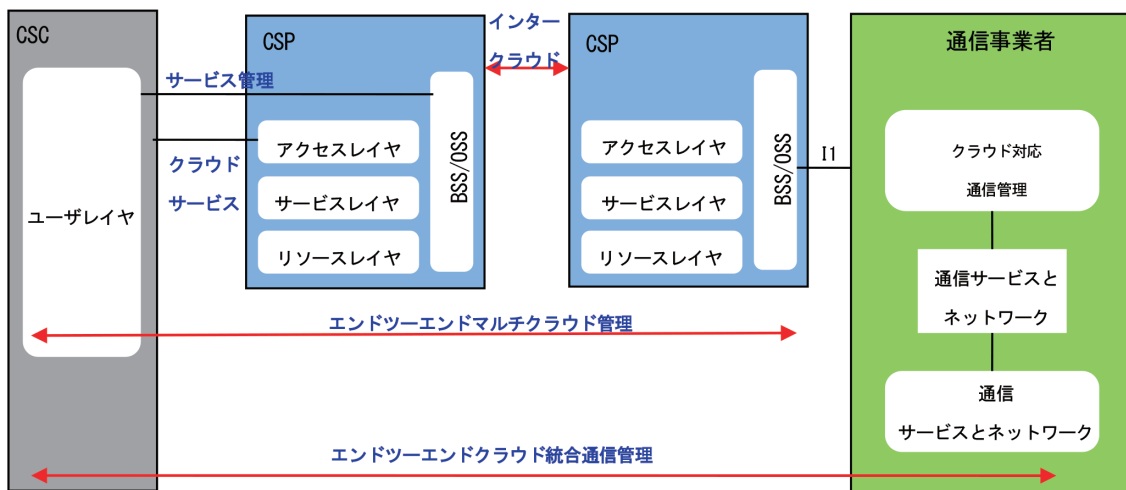 CSC
ユーザレイヤ
サービス管理
クラウド
サービス
CSP
アクセスレイヤ
サービスレイヤ
リソースレイヤ
BSS/OSS
インター
クラウド
CSP
アクセスレイヤ
サービスレイヤ
リソースレイヤ
BSS/OSS
I1
通信事業者
クラウド対応
通信管理
通信サービスと
ネットワーク
通信
サービスとネットワーク
エンドツーエンドマルチクラウド管理
エンドツーエンドクラウド統合通信管理